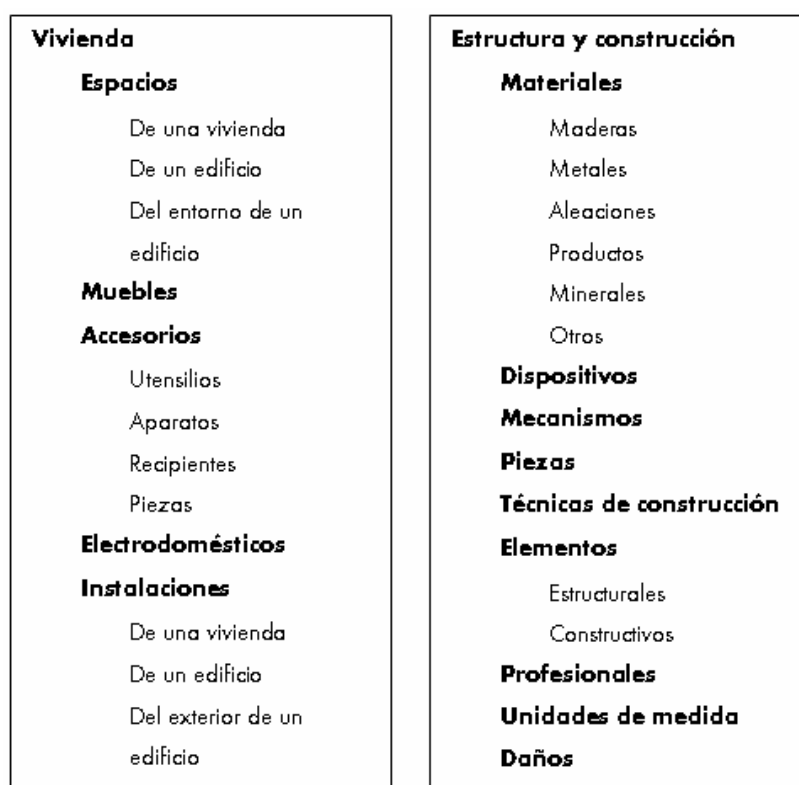 Vivienda
Espacios
De una vivienda
De un edificio
Del entorno de un
edificio
Muebles
Accesorios
Utensilios
Aparatos
Recipientes
Piezas
Electrodomésticos
Instalaciones
De una vivienda
De un edificio
Del exterior de un
edificio
Estructura y construcción
Materiales
Maderas
Metales
Aleaciones
Productos
Minerales
Otros
Dispositivos
Mecanismos
Piezas
Técnicas de construcción
Elementos
Estructurales
Constructivos
Profesionales
Unidades de medida
Daños